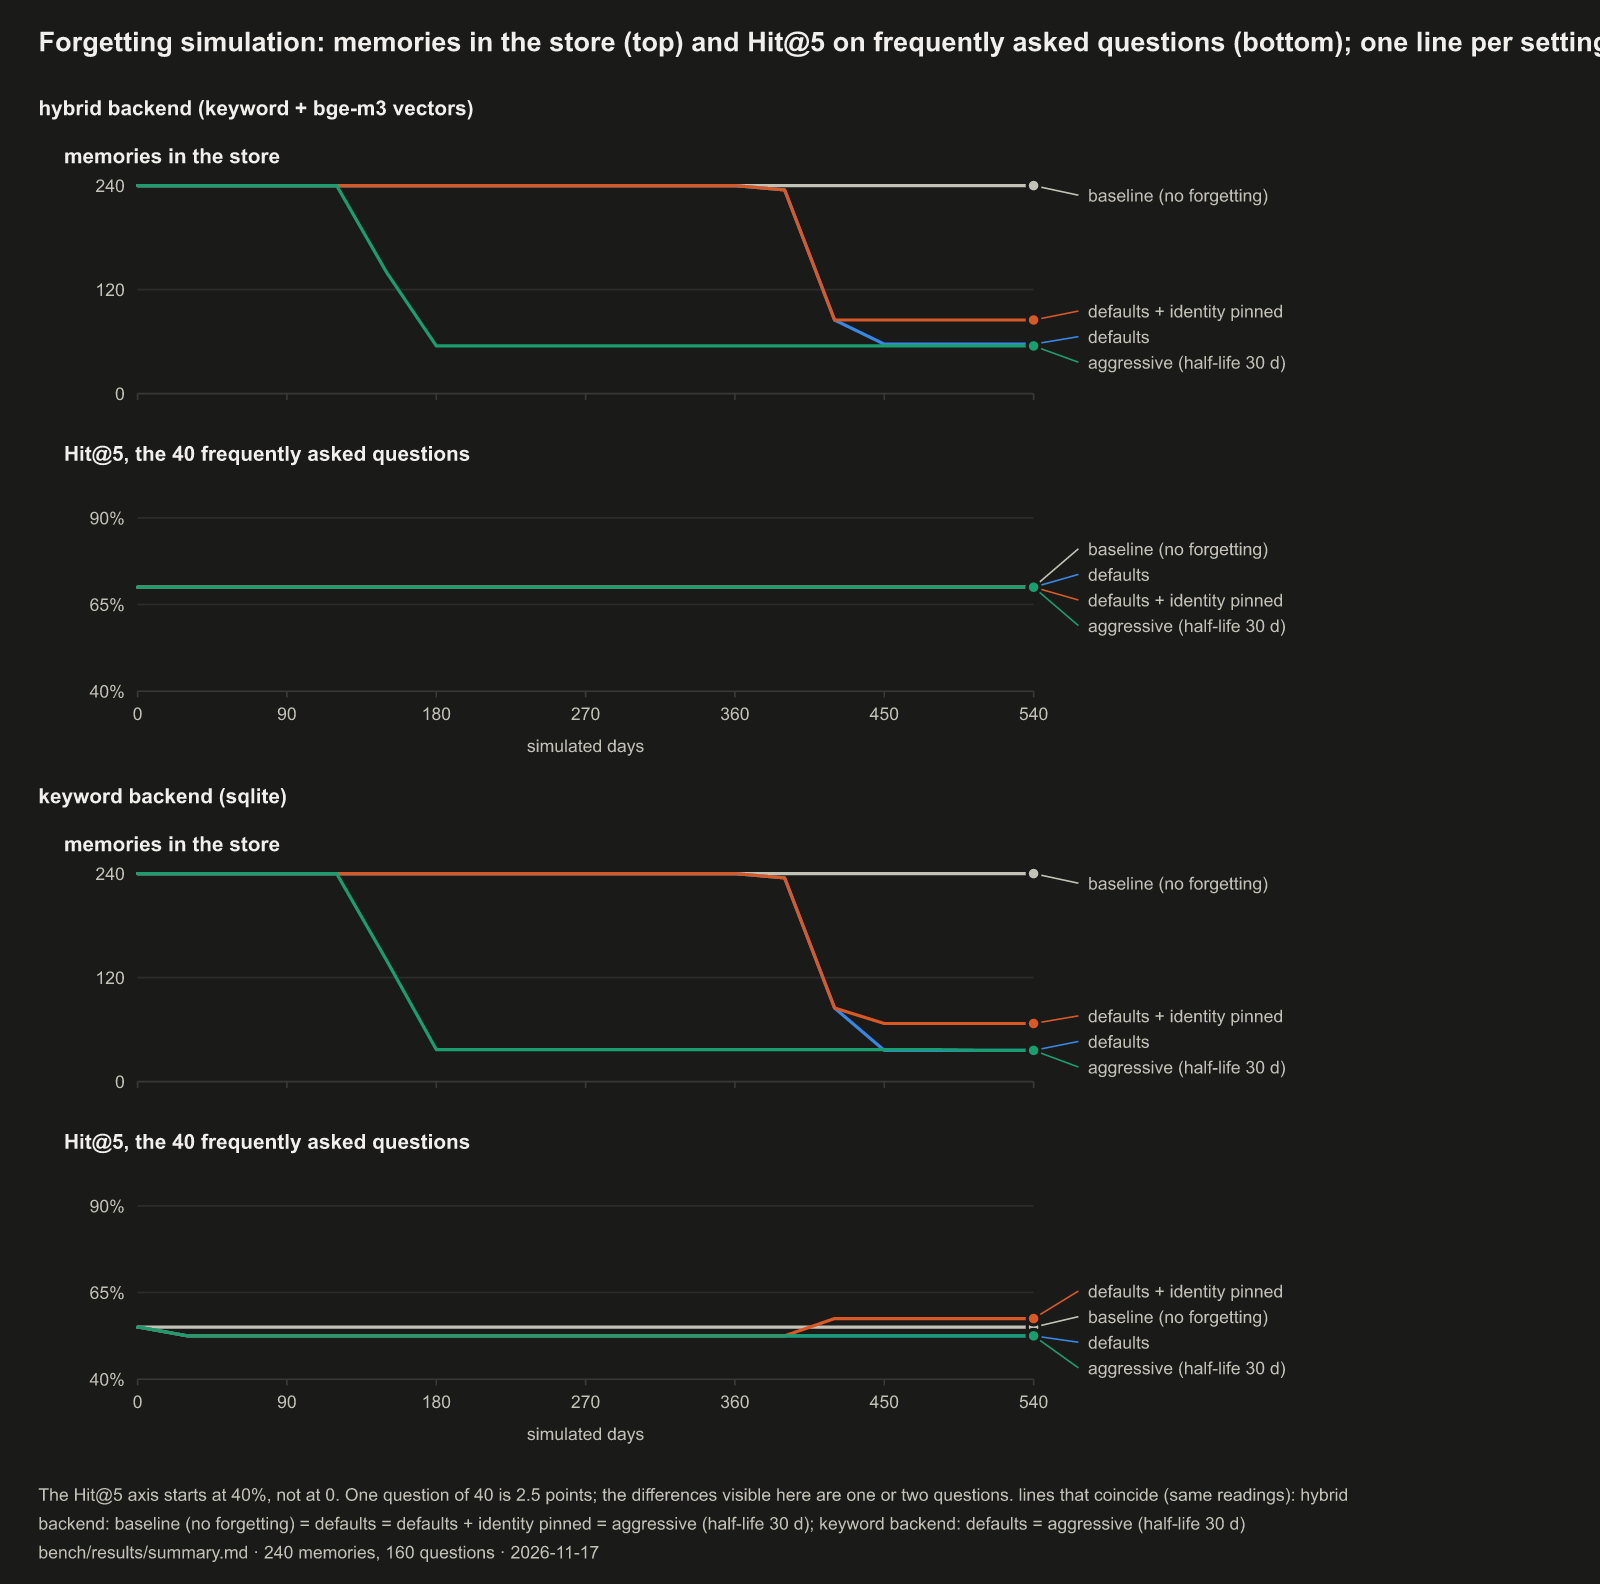 Forgetting simulation: memories in the store (top) and Hit@5 on frequently asked questions (bottom); one line per setting
hybrid backend (keyword + bge-m3 vectors)
memories in the store
240
baseline (no forgetting)
120
defaults + identity pinned
defaults
aggressive (half-life 30 d)
0
Hit@5, the 40 frequently asked questions
90%
baseline (no forgetting)
defaults
65%
defaults + identity pinned
aggressive (half-life 30 d)
40%
0 90 180 270 360 450 540
simulated days
keyword backend (sqlite)
memories in the store
240
baseline (no forgetting)
120
defaults + identity pinned
defaults
aggressive (half-life 30 d)
0
Hit@5, the 40 frequently asked questions
90%
65%
defaults + identity pinned
baseline (no forgetting)
defaults
aggressive (half-life 30 d)
40%
0 90 180 270 360 450 540
simulated days
The Hit@5 axis starts at 40%, not at 0. One question of 40 is 2.5 points; the differences visible here are one or two questions. lines that coincide (same readings): hybrid
backend: baseline (no forgetting) = defaults = defaults + identity pinned = aggressive (half-life 30 d); keyword backend: defaults = aggressive (half-life 30 d)
bench/results/summary.md · 240 memories, 160 questions · 2026-11-17